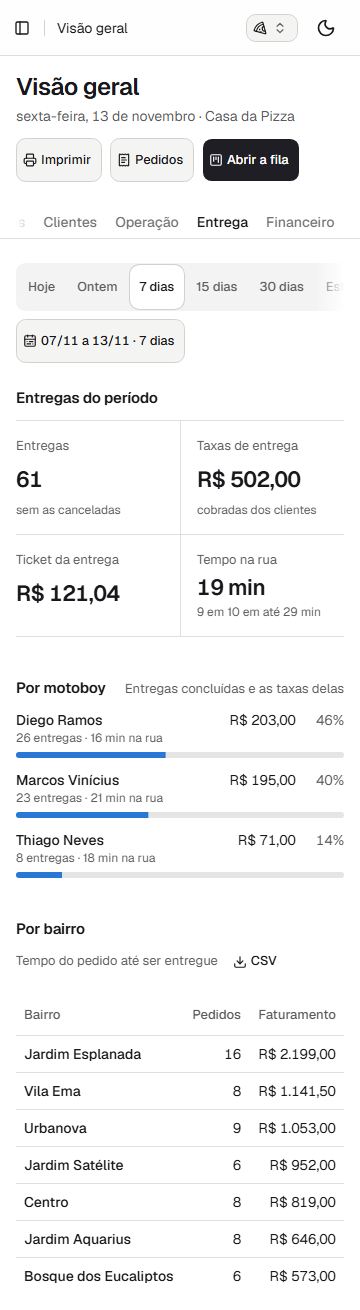 Visão geral
Visão geral
sexta-feira, 13 de novembro · Casa da Pizza
Imprimir Pedidos Abrir a fila
s Clientes Operação Entrega Financeiro
Hoje Ontem 7 dias 15 dias 30 dias Es
07/11 a 13/11 · 7 dias
Entregas do período
Entregas Taxas de entrega
61 R$ 502,00
sem as canceladas cobradas dos clientes
Ticket da entrega Tempo na rua
R$ 121,04 19 min
9 em 10 em até 29 min
Por motoboy Entregas concluídas e as taxas delas
Diego Ramos R$ 203,00 46%
26 entregas · 16 min na rua
Marcos Vinícius R$ 195,00 40%
23 entregas · 21 min na rua
Thiago Neves R$ 71,00 14%
8 entregas · 18 min na rua
Por bairro
Tempo do pedido até ser entregue CSV
Bairro Pedidos Faturamento
Jardim Esplanada 16 R$ 2.199,00
Vila Ema 8 R$ 1.141,50
Urbanova 9 R$ 1.053,00
Jardim Satélite 6 R$ 952,00
Centro 8 R$ 819,00
Jardim Aquarius 8 R$ 646,00
Bosque dos Eucaliptos 6 R$ 573,00